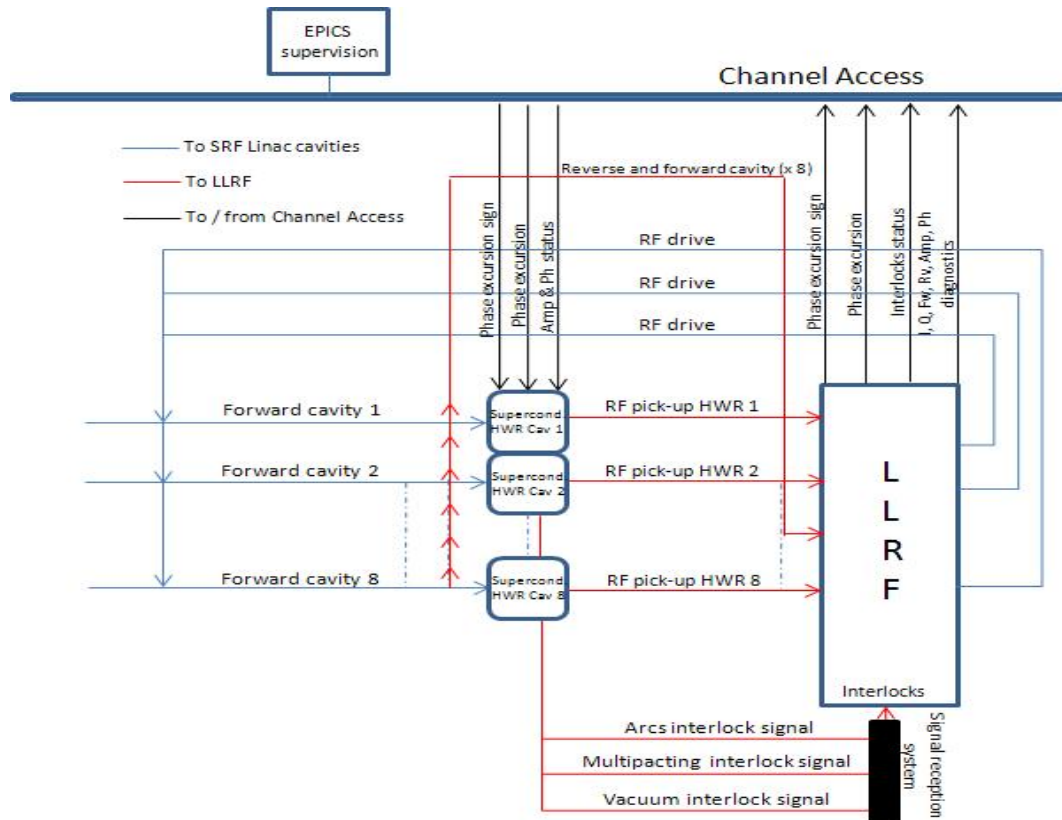 EPICS
supervision
Channel Access
To SRF Linac cavities
To LLRF
To / from Channel Access
Reverse and forward cavity (x 8)
Phase excursion sign
Phase excursion
Amp & Ph status
Phase excursion sign
Phase excursion
Interlocks status
I, Q, Fw, Rv, Amp, Ph
diagnostics
RF drive
RF drive
RF drive
Forward cavity 1
Supercond.
HWR Cav 1
RF pick-up HWR 1
Forward cavity 2
Supercond.
HWR Cav 2
RF pick-up HWR 2
Forward cavity 8
Supercond.
HWR Cav 8
RF pick-up HWR 8
L
L
R
F
Interlocks
Arcs interlock signal
Multipacting interlock signal
Vacuum interlock signal
Signal reception
system